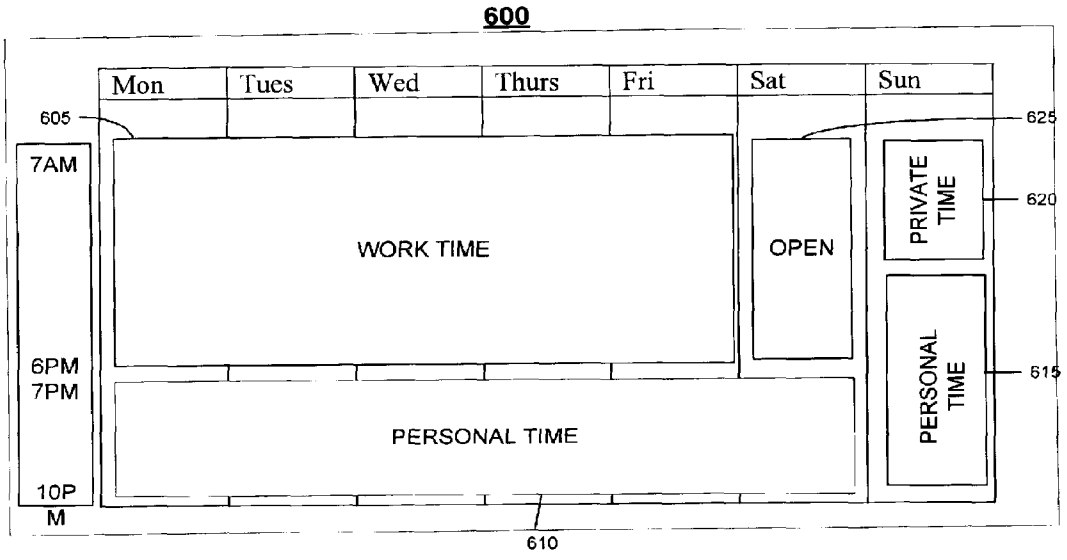 600
Mon Tues Wed Thurs Fri Sat Sun
605
625
7AM
PRIVATE
TIME
620
WORK TIME
OPEN
6PM
7PM
PERSONAL
TIME
615
PERSONAL TIME
10P
M
610